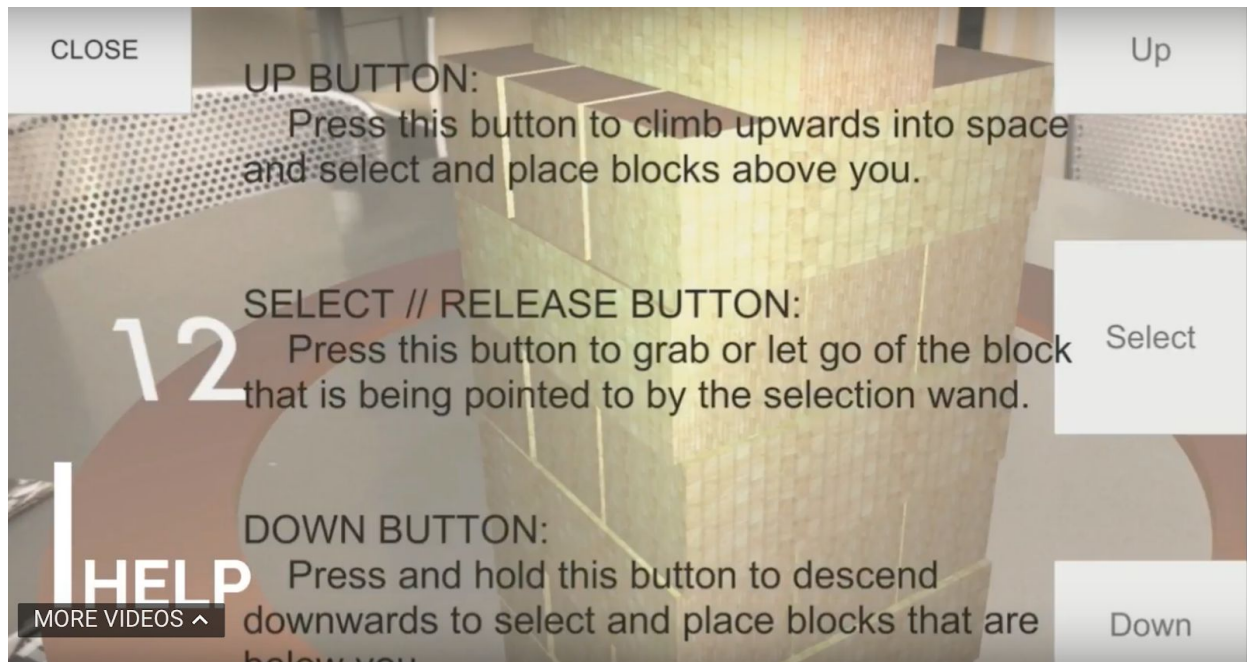 CLOSE
Up
UP BUTTON:
Press this button to climb upwards into space
and select and place blocks above you.
SELECT // RELEASE BUTTON:
Press this button to grab or let go of the block
that is being pointed to by the selection wand.
Select
12
DOWN BUTTON:
Press and hold this button to descend
downwards to select and place blocks that are
below you
HELP
MORE VIDEOS
Down